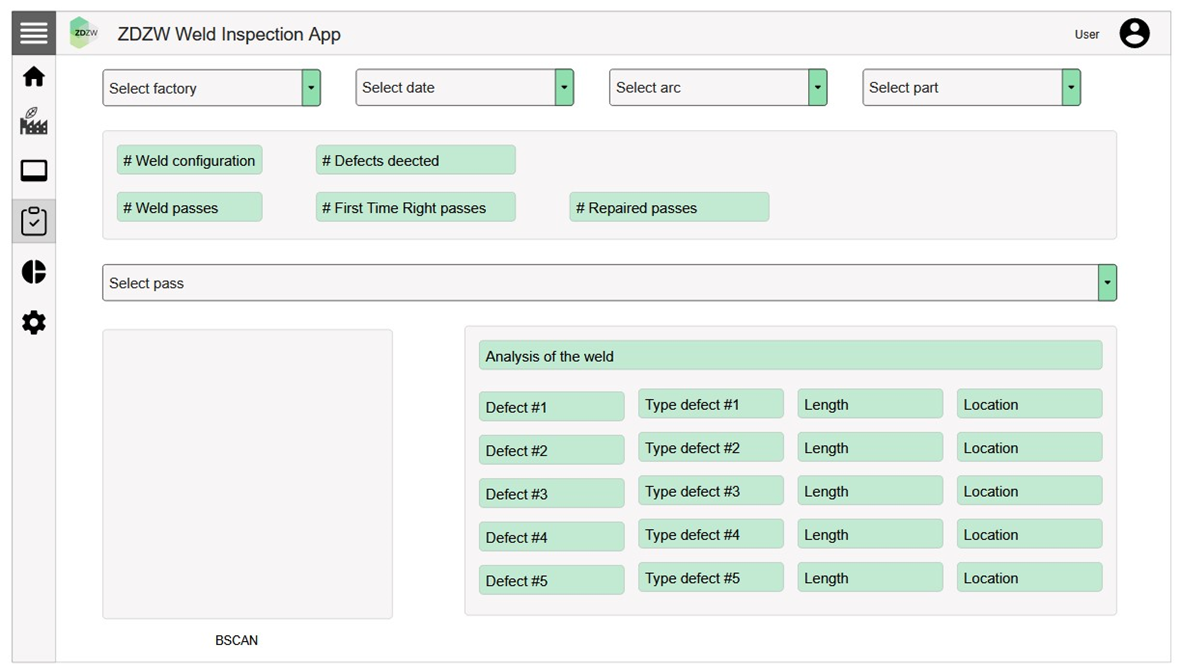 ZDZW ZDZW Weld Inspection App User
Select factory Select date Select arc Select part
# Weld configuration # Defects deected
# Weld passes # First Time Right passes # Repaired passes
Select pass
Analysis of the weld
Defect #1 Type defect #1 Length Location
Defect #2 Type defect #2 Length Location
Defect #3 Type defect #3 Length Location
Defect #4 Type defect #4 Length Location
Defect #5 Type defect #5 Length Location
BSCAN